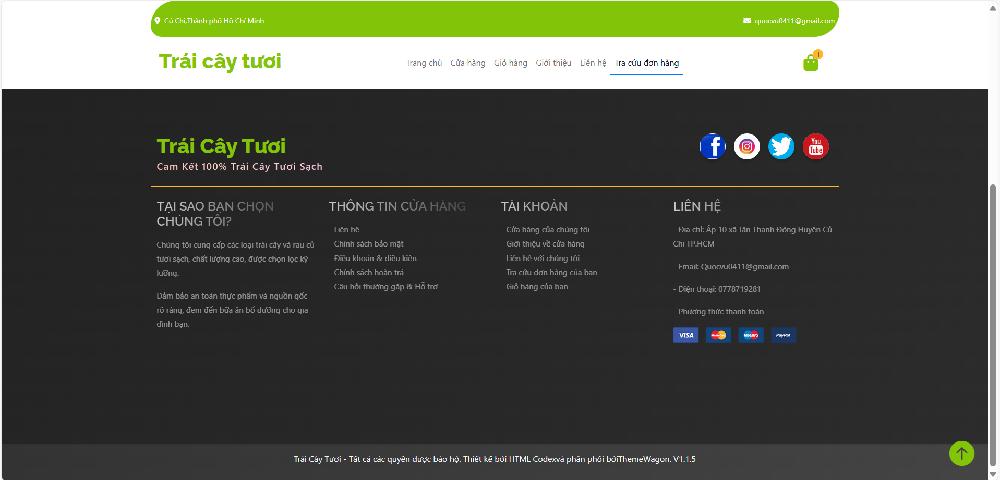 Củ Chi,Thành phố Hồ Chí Minh
quocvu0411@gmail.com
Trái cây tươi
Trang chủ
Cửa hàng
Giỏ hàng
Giới thiệu
Liên hệ
Tra cứu đơn hàng
1
Trái Cây Tươi
Cam Kết 100% Trái Cây Tươi Sạch
f
You
Tube
TẠI SAO BẠN CHỌN
CHÚNG TÔI?
Chúng tôi cung cấp các loại trái cây và rau củ
tươi sạch, chất lượng cao, được chọn lọc kỹ
lưỡng.
Đảm bảo an toàn thực phẩm và nguồn gốc
rõ ràng, đem đến bữa ăn bổ dưỡng cho gia
đình bạn.
THÔNG TIN CỬA HÀNG
- Liên hệ
- Chính sách bảo mật
- Điều khoản & điều kiện
- Chính sách hoàn trả
- Câu hỏi thường gặp & Hỗ trợ
TÀI KHOẢN
- Cửa hàng của chúng tôi
- Giới thiệu về cửa hàng
- Liên hệ với chúng tôi
- Tra cứu đơn hàng của bạn
- Giỏ hàng của bạn
LIÊN HỆ
- Địa chỉ: Ấp 10 xã Tân Thạnh Đông Huyện Củ
Chi TP.HCM
- Email: Quocvu0411@gmail.com
- Điện thoại: 0778719281
- Phương thức thanh toán
VISA
MasterCard
Maestro
PayPal
Trái Cây Tươi - Tất cả các quyền được bảo hộ. Thiết kế bởi HTML Codexvà phân phối bởiThemeWagon. V1.1.5